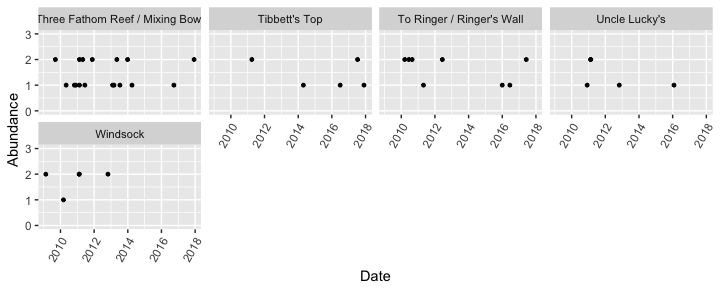 Three Fathom Reef / Mixing Bow
Tibbett's Top
To Ringer / Ringer's Wall
Uncle Lucky's
3
2
1
0
2010 2012 2014 2016 2018
2010 2012 2014 2016 2018
2010 2012 2014 2016 2018
Windsock
3
2
1
0
2010 2012 2014 2016 2018
Abundance
Date